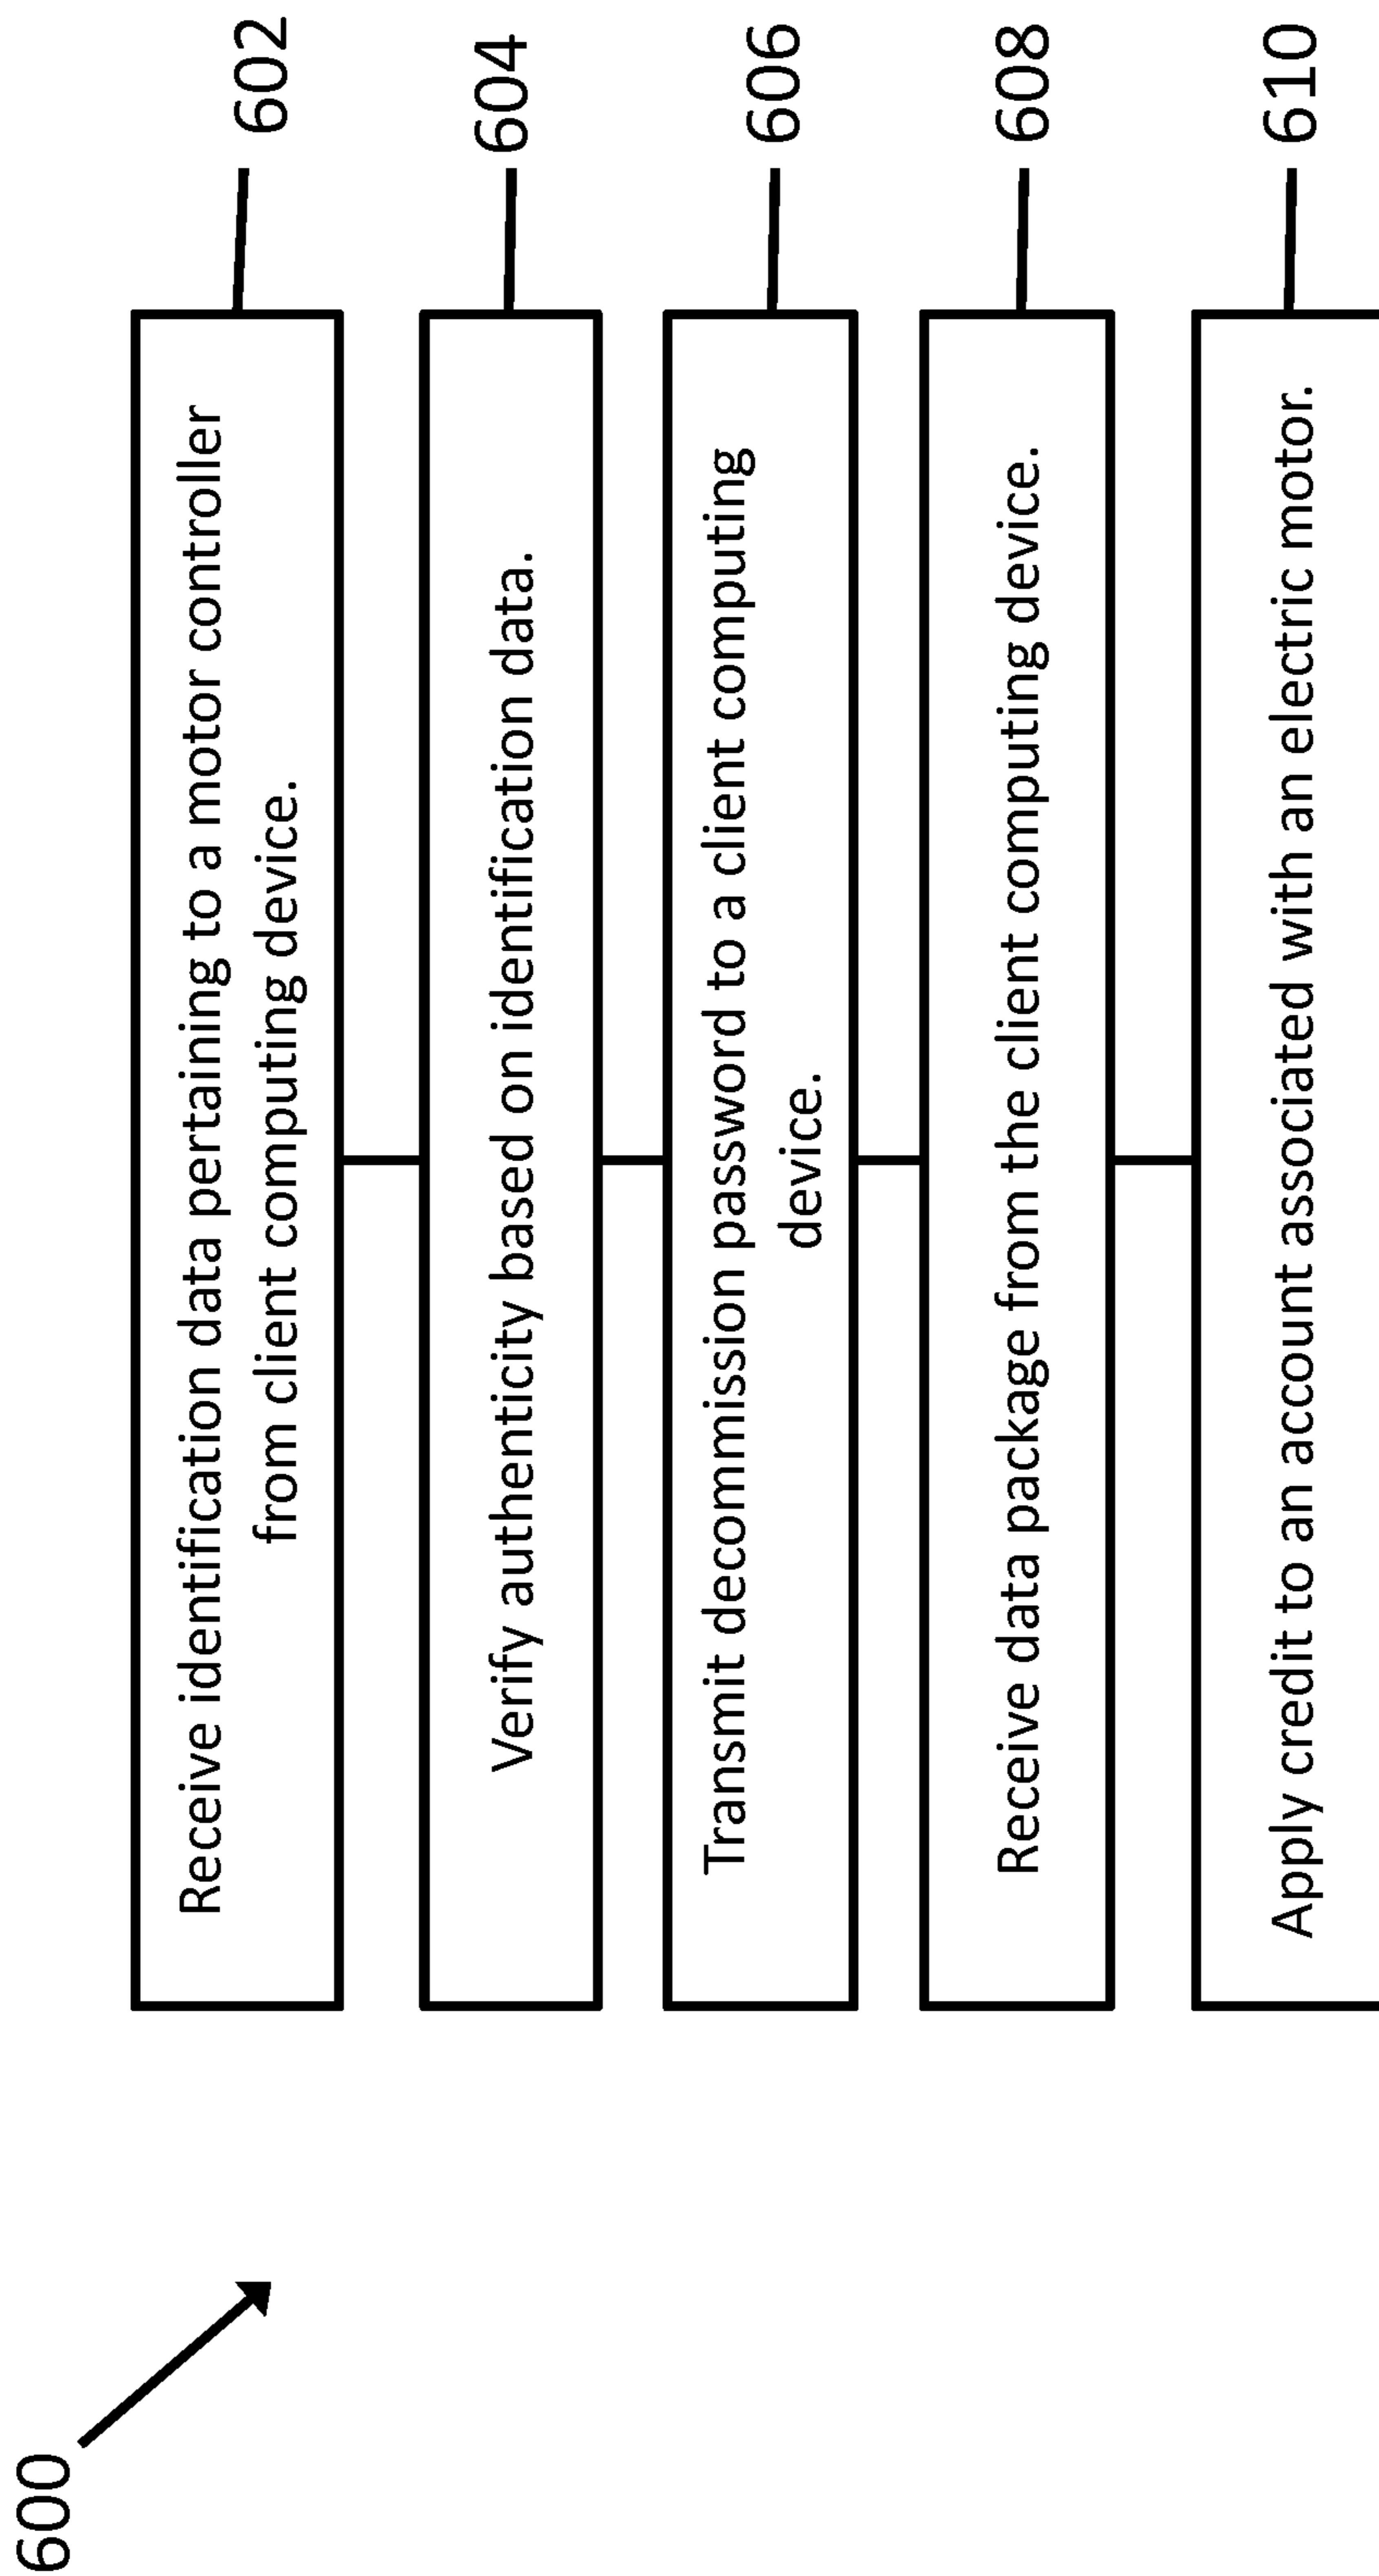 600
Receive identification data pertaining to a motor controller
from client computing device.
602
Verify authenticity based on identification data.
604
Transmit decommission password to a client computing
device.
606
Receive data package from the client computing device.
608
Apply credit to an account associated with an electric motor.
610